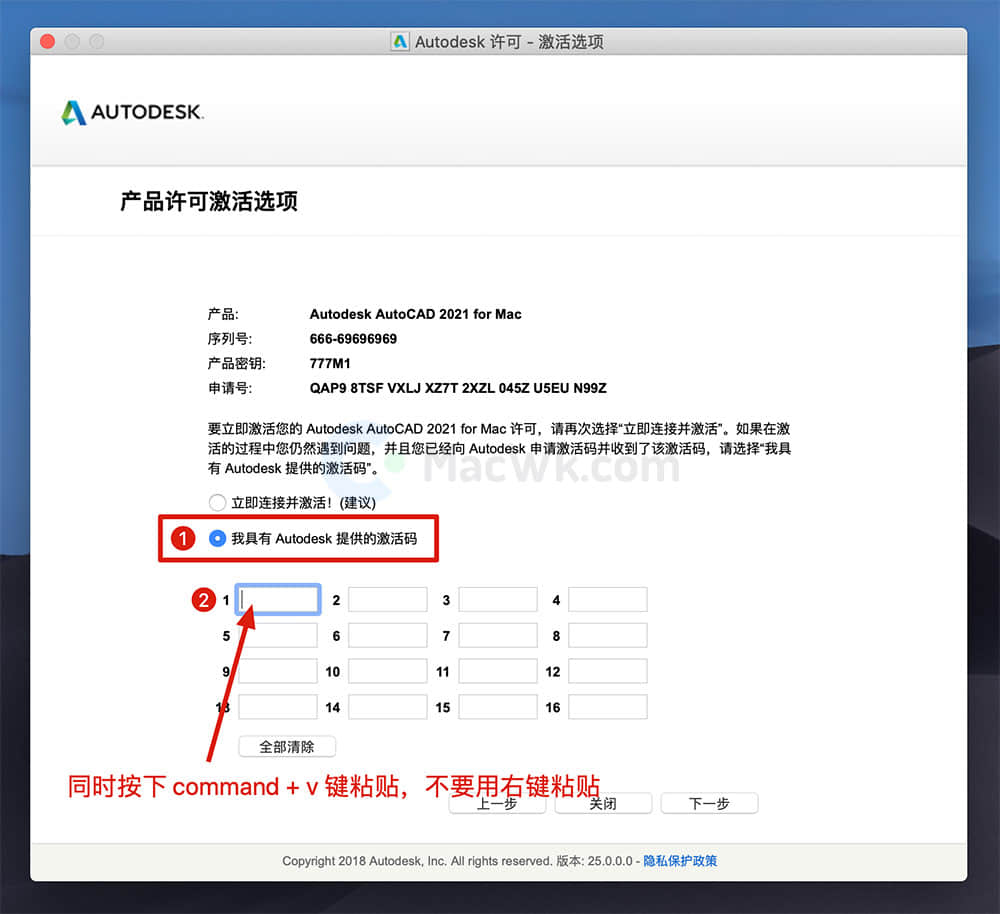 Autodesk 许可 - 激活选项
AUTODESK.
产品许可激活选项
产品: Autodesk AutoCAD 2021 for Mac
序列号: 666-69696969
产品密钥: 777M1
申请号: QAP9 8TSF VXLJ XZ7T 2XZL 045Z U5EU N99Z
要立即激活您的 Autodesk AutoCAD 2021 for Mac 许可，请再次选择“立即连接并激活”。如果在激
活的过程中您仍然遇到问题，并且您已经向 Autodesk 申请激活码并收到了该激活码，请选择“我具
有 Autodesk 提供的激活码”。
MacWk.com
立即连接并激活！(建议)
1 我具有 Autodesk 提供的激活码
2 1 2 3 4
5 6 7 8
9 10 11 12
13 14 15 16
全部清除
同时按下 command + v 键粘贴，不要用右键粘贴
上一步 关闭 下一步
Copyright 2018 Autodesk, Inc. All rights reserved. 版本: 25.0.0.0 - 隐私保护政策